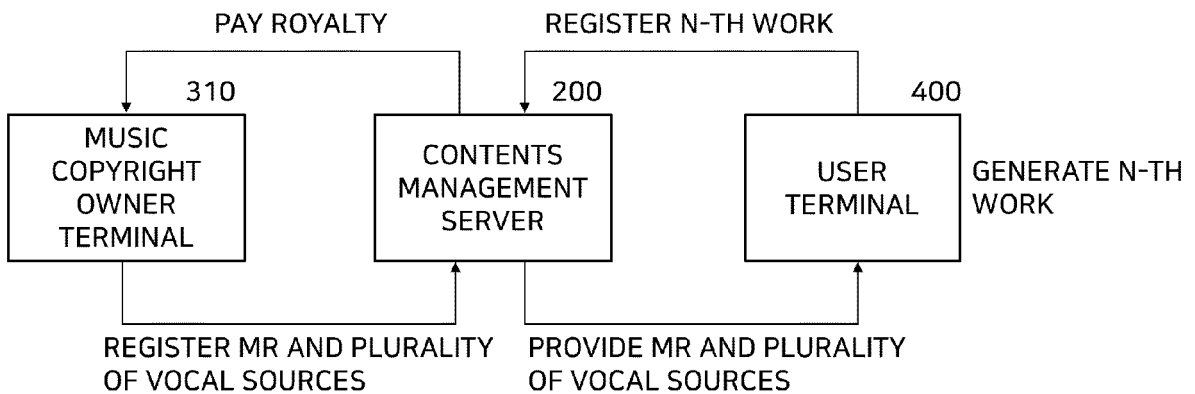 PAY ROYALTY
REGISTER N-TH WORK
310
200
400
MUSIC
COPYRIGHT
OWNER
TERMINAL
CONTENTS
MANAGEMENT
SERVER
USER
TERMINAL
GENERATE N-TH
WORK
REGISTER MR AND PLURALITY
OF VOCAL SOURCES
PROVIDE MR AND PLURALITY
OF VOCAL SOURCES